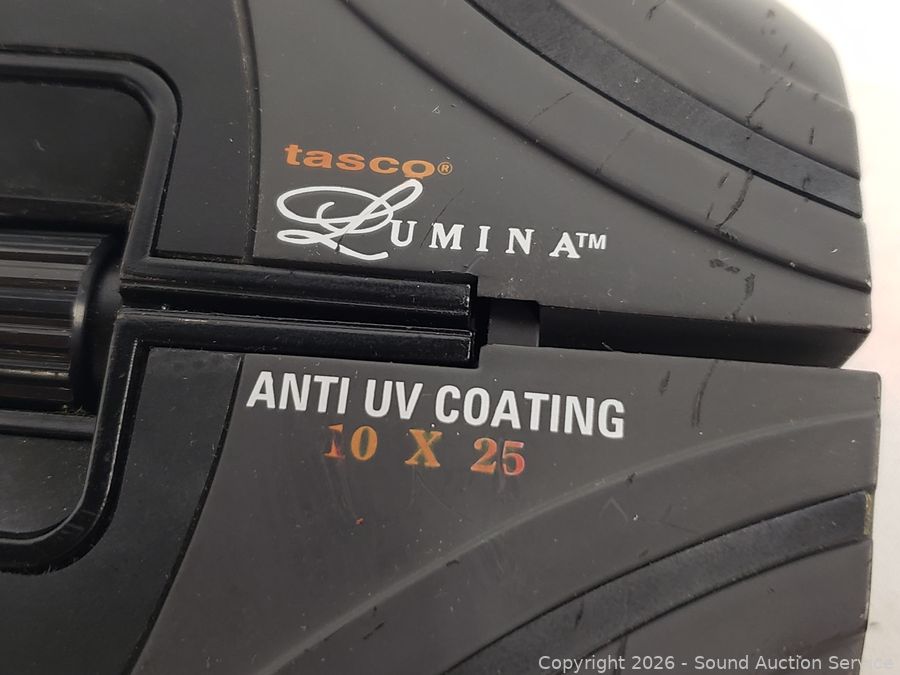 tasco®
LUMINA™
ANTI UV COATING
10 X 25
Copyright 2026 - Sound Auction Service